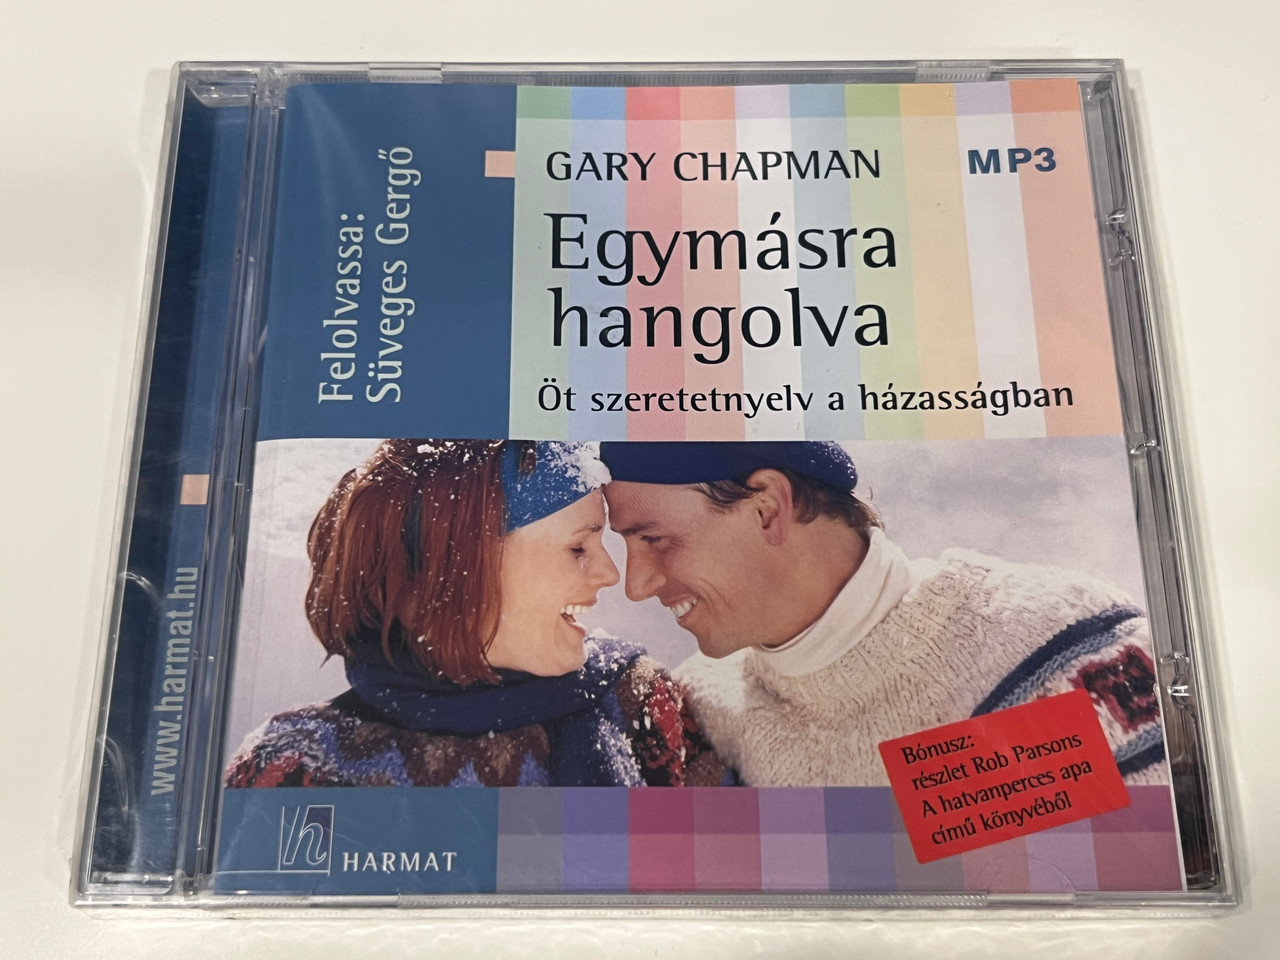 GARY CHAPMAN
MP3
Egymásra
hangolva
Öt szeretetnyelv a házasságban
Felolvassa:
Süveges Gergő
www.harmat.hu
Bónusz:
részlet Rob Parsons
A hatvanperces apa
című könyvéből
h
HARMAT